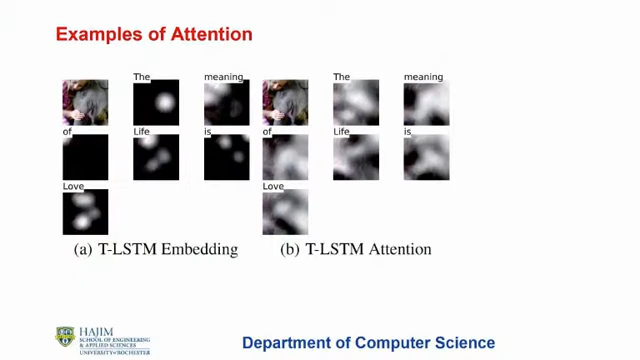 Examples of Attention
The meaning The meaning
of Life is of Life is
Love Love
(a) T-LSTM Embedding (b) T-LSTM Attention
HAJIM
SCHOOL OF ENGINEERING
& APPLIED SCIENCES
UNIVERSITY of ROCHESTER
Department of Computer Science